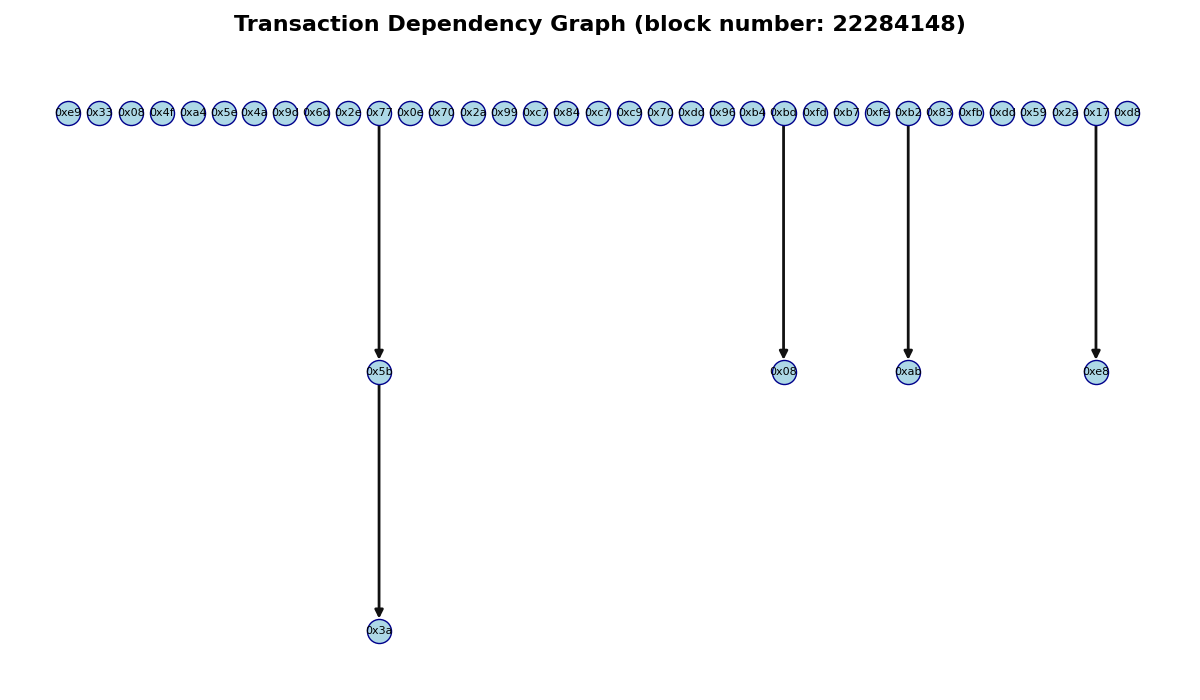 Transaction Dependency Graph (block number: 22284148)
0xe9 0x33 0x08 0x4f 0xa4 0x5e 0x4a 0x9d 0x6d 0x2e 0x77 0x0e 0x70 0x2a 0x99 0xc7 0x84 0xc7 0xc9 0x70 0xdd 0x96 0xb4 0xbd 0xfd 0xb7 0xfe 0xb2 0x83 0xfb 0xdd 0x59 0x2a 0x17 0xd8
0x5b 0x08 0xab 0xe8
0x3a